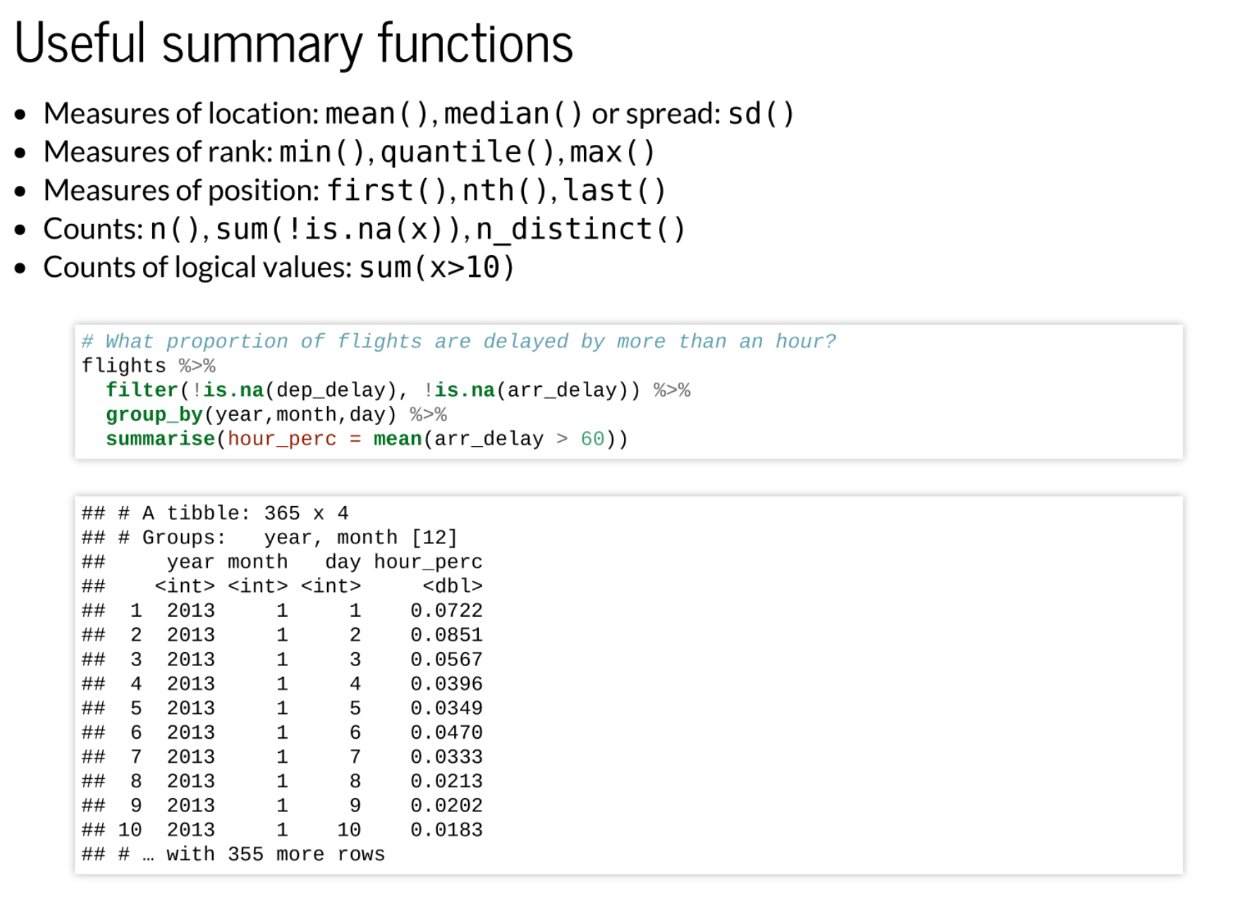 Useful summary functions
• Measures of location: mean(), median() or spread: sd()
• Measures of rank: min(), quantile(), max()
• Measures of position: first(), nth(), last()
• Counts: n(), sum(!is.na(x)), n_distinct()
• Counts of logical values: sum(x>10)
# What proportion of flights are delayed by more than an hour?
flights %>%
  filter(!is.na(dep_delay), !is.na(arr_delay)) %>%
  group_by(year,month,day) %>%
  summarise(hour_perc = mean(arr_delay > 60))
## # A tibble: 365 x 4
## # Groups:   year, month [12]
##     year month   day hour_perc
##    <int> <int> <int>     <dbl>
##  1  2013     1     1    0.0722
##  2  2013     1     2    0.0851
##  3  2013     1     3    0.0567
##  4  2013     1     4    0.0396
##  5  2013     1     5    0.0349
##  6  2013     1     6    0.0470
##  7  2013     1     7    0.0333
##  8  2013     1     8    0.0213
##  9  2013     1     9    0.0202
## 10  2013     1    10    0.0183
## # … with 355 more rows